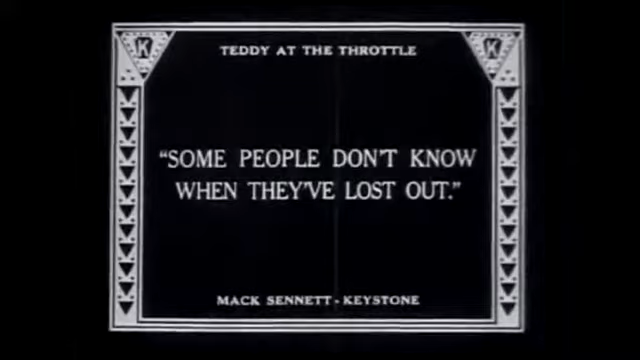 K K
TEDDY AT THE THROTTLE
“SOME PEOPLE DON'T KNOW
WHEN THEY'VE LOST OUT.”
MACK SENNETT - KEYSTONE